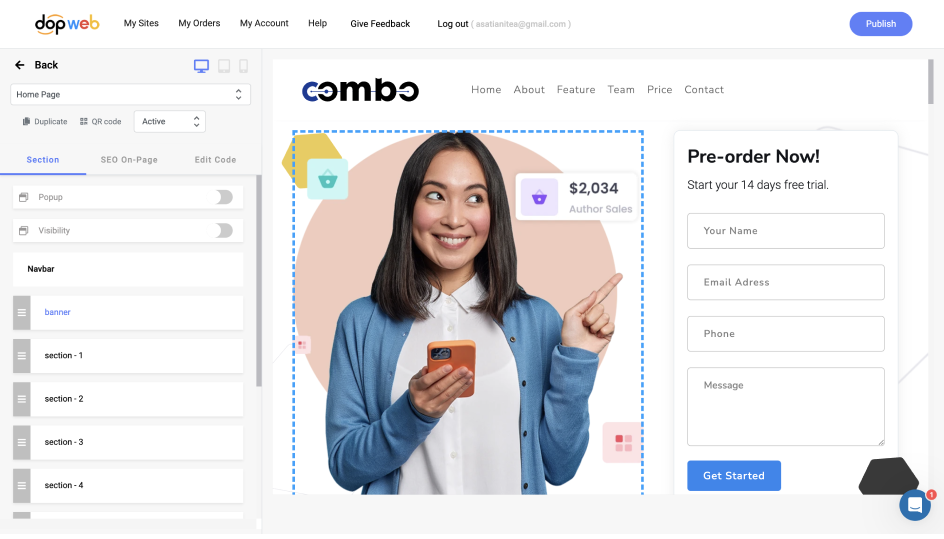 dopweb
My Sites
My Orders
My Account
Help
Give Feedback
Log out ( asatianitea@gmail.com )
Publish
Back
Home Page
Duplicate
QR code
Active
Section
SEO On-Page
Edit Code
Popup
Visibility
Navbar
banner
section - 1
section - 2
section - 3
section - 4
combo
Home
About
Feature
Team
Price
Contact
$2,034
Author Sales
Pre-order Now!
Start your 14 days free trial.
Your Name
Email Adress
Phone
Message
Get Started
1